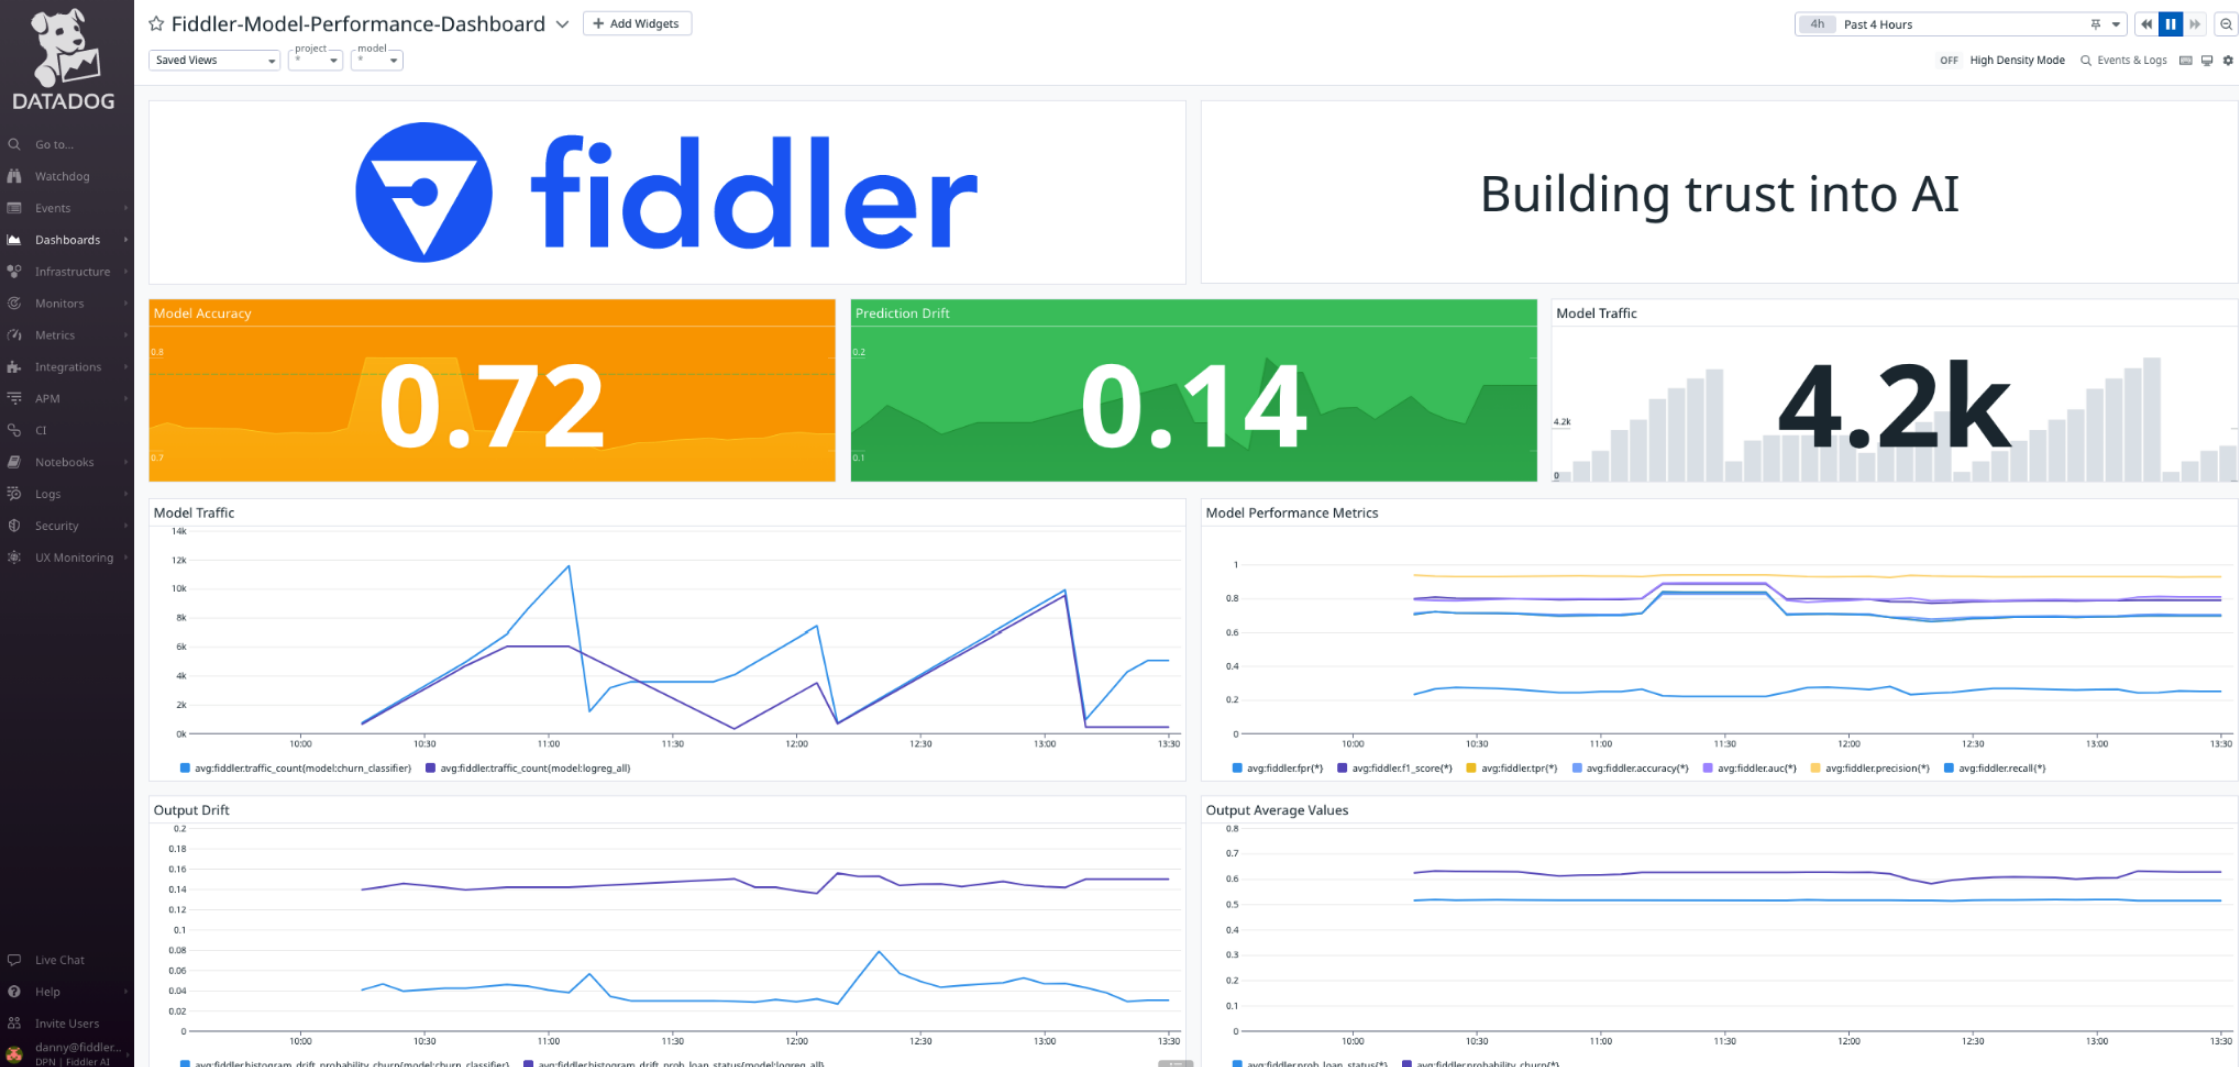 DATADOG
Go to...
Watchdog
Events
Dashboards
Infrastructure
Monitors
Metrics
Integrations
APM
CI
Notebooks
Logs
Security
UX Monitoring
Live Chat
Help
Invite Users
danny@fiddler...
DPN | Fiddler AI
Fiddler-Model-Performance-Dashboard
+ Add Widgets
4h Past 4 Hours
Saved Views
project
*
model
*
OFF High Density Mode
Events & Logs
fiddler
Building trust into AI
Model Accuracy
0.8
0.72
0.7
Prediction Drift
0.2
0.14
0.1
Model Traffic
4.2k
4.2k
0
Model Traffic
14k
12k
10k
8k
6k
4k
2k
0k
10:00 10:30 11:00 11:30 12:00 12:30 13:00 13:30
avg:fiddler.traffic_count{model:churn_classifier} avg:fiddler.traffic_count{model:logreg_all}
Model Performance Metrics
1
0.8
0.6
0.4
0.2
0
10:00 10:30 11:00 11:30 12:00 12:30 13:00 13:30
avg:fiddler.fpr{*} avg:fiddler.f1_score{*} avg:fiddler.tpr{*} avg:fiddler.accuracy{*} avg:fiddler.auc{*} avg:fiddler.precision{*} avg:fiddler.recall{*}
Output Drift
0.2
0.18
0.16
0.14
0.12
0.1
0.08
0.06
0.04
0.02
0
10:00 10:30 11:00 11:30 12:00 12:30 13:00 13:30
avg:fiddler.histogram_drift_probability_churn{model:churn_classifier} avg:fiddler.histogram_drift_prob_loan_status{model:logreg_all}
Output Average Values
0.8
0.7
0.6
0.5
0.4
0.3
0.2
0.1
0
10:00 10:30 11:00 11:30 12:00 12:30 13:00 13:30
avg:fiddler.prob_loan_status{*} avg:fiddler.probability_churn{*}